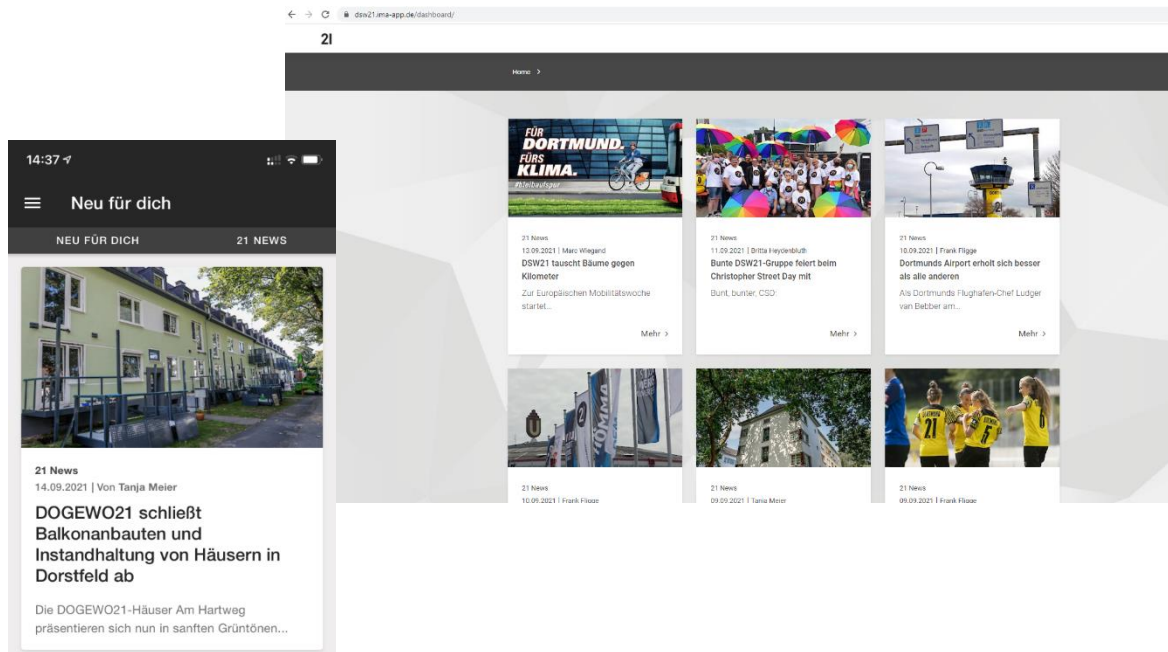 dsw21.ima-app.de/dashboard/
21
Home >
FÜR
DORTMUND.
FÜRS
KLIMA.
#bleibaufspur
21 News
13.09.2021 | Marc Wiegand
DSW21 tauscht Bäume gegen
Kilometer
Zur Europäischen Mobilitätswoche
startet...
Mehr >
21 News
11.09.2021 | Britta Heydenbluth
Bunte DSW21-Gruppe feiert beim
Christopher Street Day mit
Bunt, bunter, CSD:
Mehr >
21 News
10.09.2021 | Frank Fligge
Dortmunds Airport erholt sich besser
als alle anderen
Als Dortmunds Flughafen-Chef Ludger
van Bebber am...
Mehr >
KOMMA
21
5
6
21 News
10.09.2021 | Frank Fligge
21 News
09.09.2021 | Tanja Meier
21 News
09.09.2021 | Frank Fligge
14:37
Neu für dich
NEU FÜR DICH
21 NEWS
21 News
14.09.2021 | Von Tanja Meier
DOGEWO21 schließt
Balkonanbauten und
Instandhaltung von Häusern in
Dorstfeld ab
Die DOGEWO21-Häuser Am Hartweg
präsentieren sich nun in sanften Grüntönen...